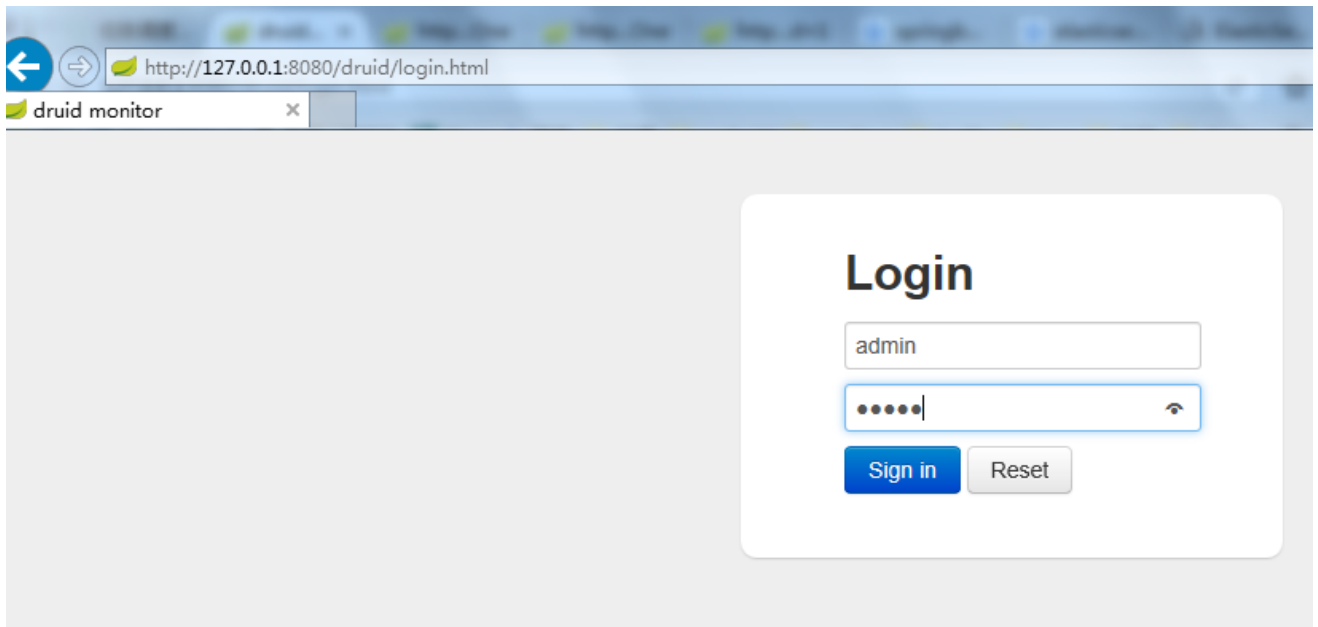 http://127.0.0.1:8080/druid/login.html
druid monitor
Login
admin
•••••
Sign in Reset